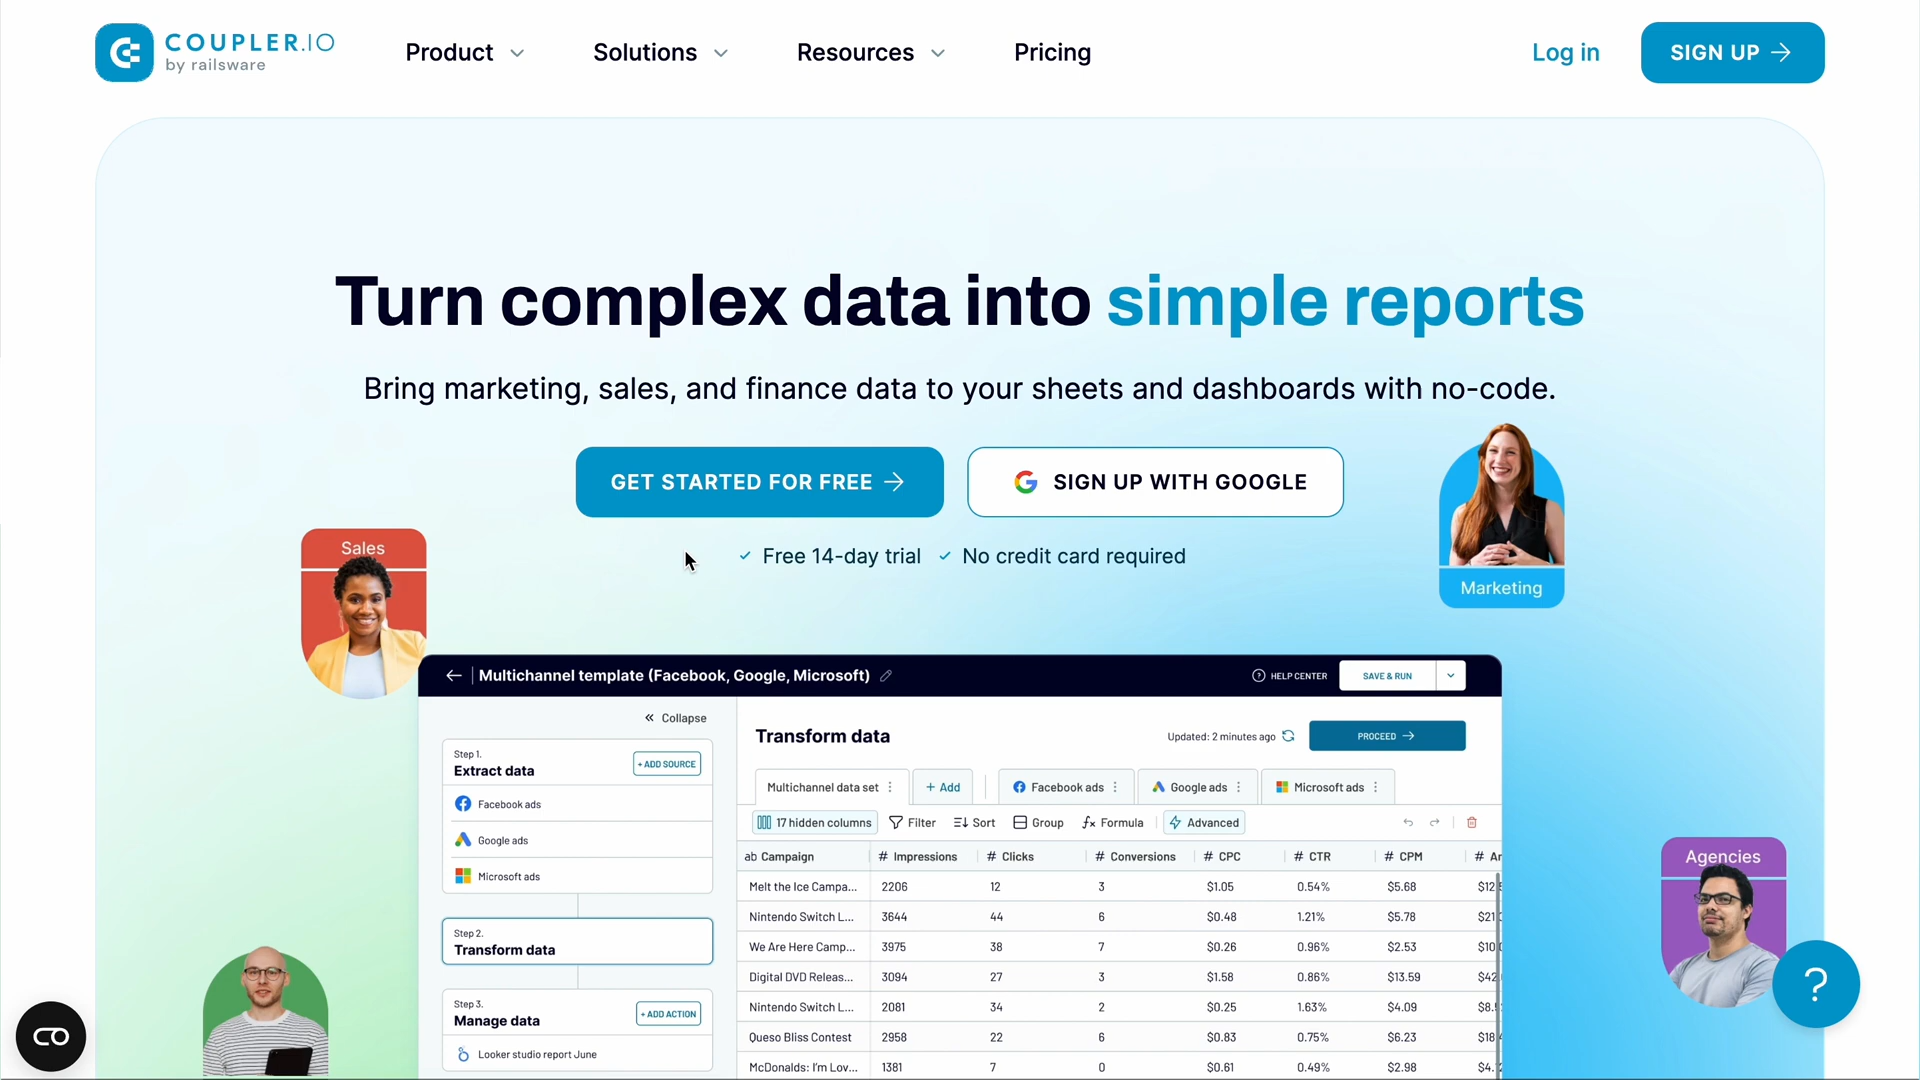 COUPLER.IO
by railsware
Product
Solutions
Resources
Pricing
Log in
SIGN UP
Turn complex data into simple reports
Bring marketing, sales, and finance data to your sheets and dashboards with no-code.
GET STARTED FOR FREE
SIGN UP WITH GOOGLE
Free 14-day trial
No credit card required
Sales
Marketing
Multichannel template (Facebook, Google, Microsoft)
? HELP CENTER
SAVE & RUN
Collapse
Step 1.
Extract data
+ ADD SOURCE
Facebook ads
Google ads
Microsoft ads
Step 2.
Transform data
Step 3.
Manage data
+ ADD ACTION
Looker studio report June
Transform data
Updated: 2 minutes ago
PROCEED
Multichannel data set
+ Add
Facebook ads
Google ads
Microsoft ads
17 hidden columns
Filter
Sort
Group
fx Formula
Advanced
ab Campaign # Impressions # Clicks # Conversions # CPC # CTR # CPM #
Melt the Ice Campa... 2206 12 3 $1.05 0.54% $5.68
Nintendo Switch L... 3644 44 6 $0.48 1.21% $5.78
We Are Here Camp... 3975 38 7 $0.26 0.96% $2.53
Digital DVD Releas... 3094 27 3 $1.58 0.86% $13.59
Nintendo Switch L... 2081 34 2 $0.25 1.63% $4.09
Queso Bliss Contest 2958 22 6 $0.83 0.75% $6.23
McDonalds: I'm Lov... 1381 7 0 $0.61 0.49% $2.98
Agencies
?